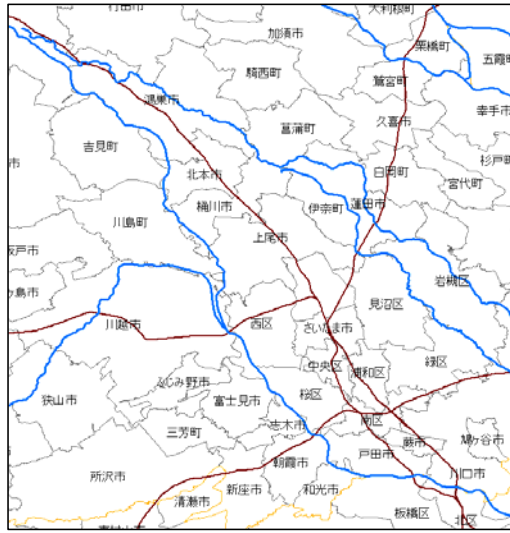 加須市
大利根町
栗橋町
五霞町
騎西町
鷲宮町
鴻巣市
菖蒲町
久喜市
幸手市
吉見町
杉戸町
北本市
白岡町
宮代町
川島町
桶川市
伊奈町
蓮田市
上尾市
岩槻区
川越市
西区
さいたま市
見沼区
中央区
浦和区
緑区
ふじみ野市
狭山市
富士見市
桜区
三芳町
志木市
南区
蕨市
鳩ヶ谷市
所沢市
朝霞市
戸田市
川口市
清瀬市
新座市
和光市
板橋区
北区